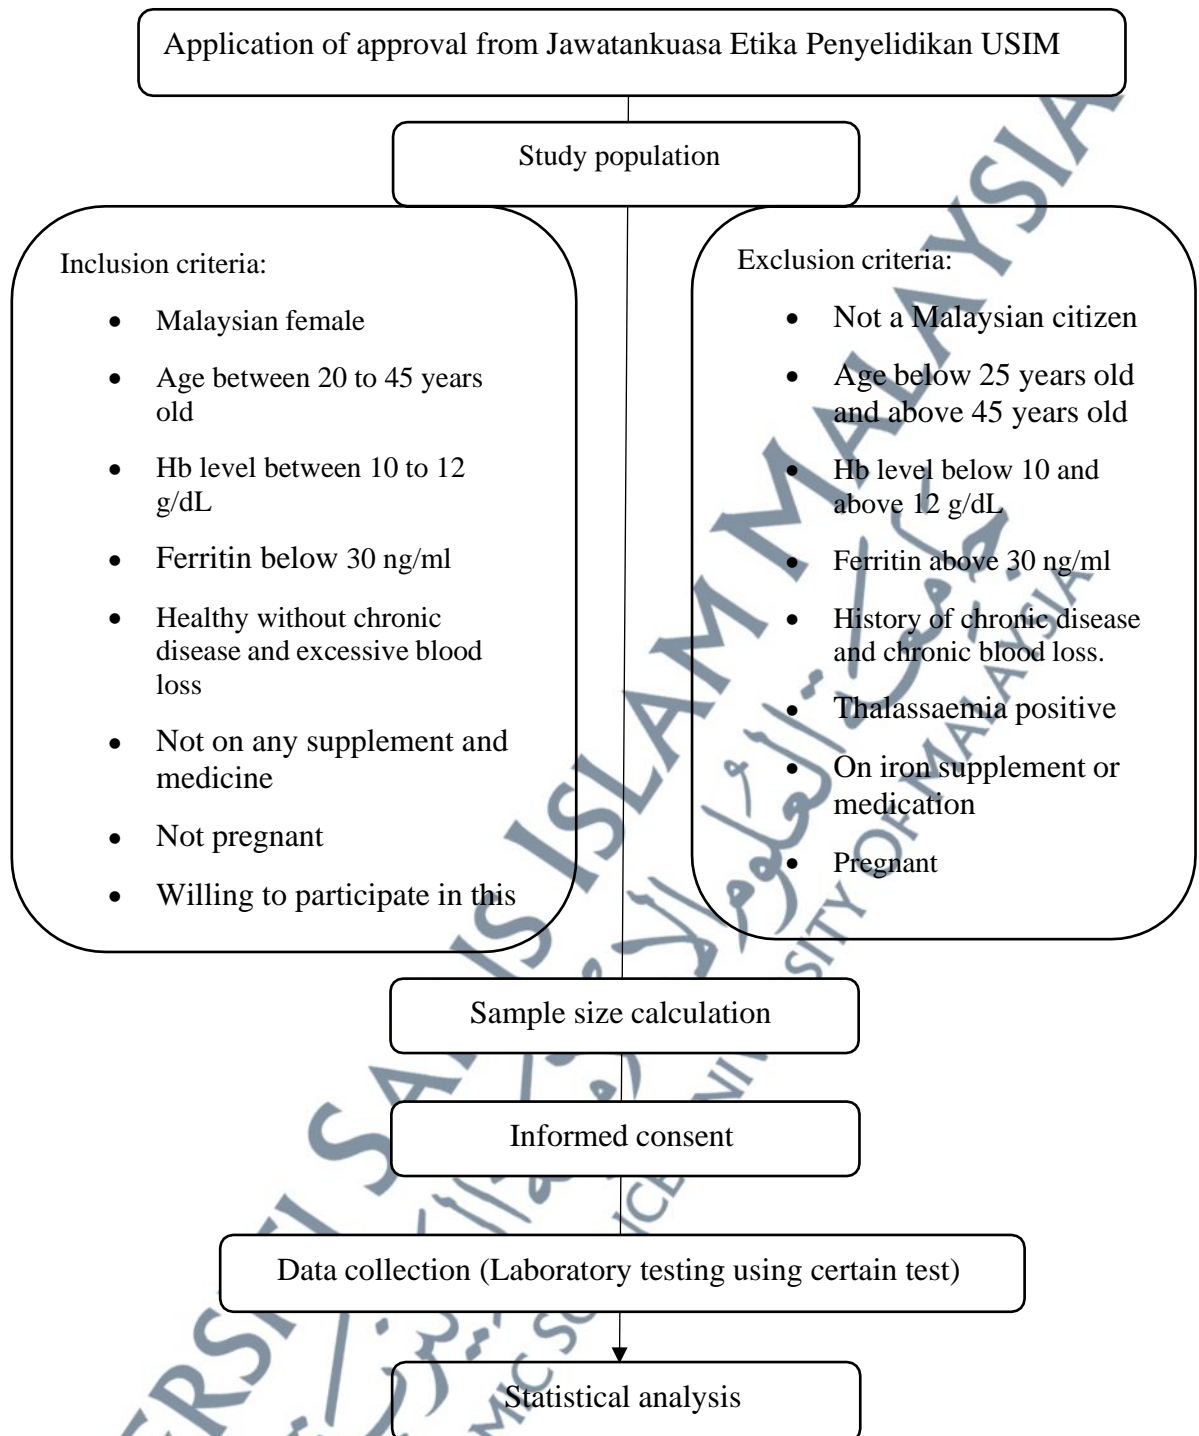 Application of approval from Jawatankuasa Etika Penyelidikan USIM
Study population
Inclusion criteria:
• Malaysian female
• Age between 20 to 45 years
old
• Hb level between 10 to 12
g/dL
• Ferritin below 30 ng/ml
• Healthy without chronic
disease and excessive blood
loss
• Not on any supplement and
medicine
• Not pregnant
• Willing to participate in this
Exclusion criteria:
• Not a Malaysian citizen
• Age below 25 years old
and above 45 years old
• Hb level below 10 and
above 12 g/dL
• Ferritin above 30 ng/ml
• History of chronic disease
and chronic blood loss.
• Thalassaemia positive
• On iron supplement or
medication
• Pregnant
Sample size calculation
Informed consent
Data collection (Laboratory testing using certain test)
Statistical analysis
ISLAM MALAYSIA
OF MALAYSIA